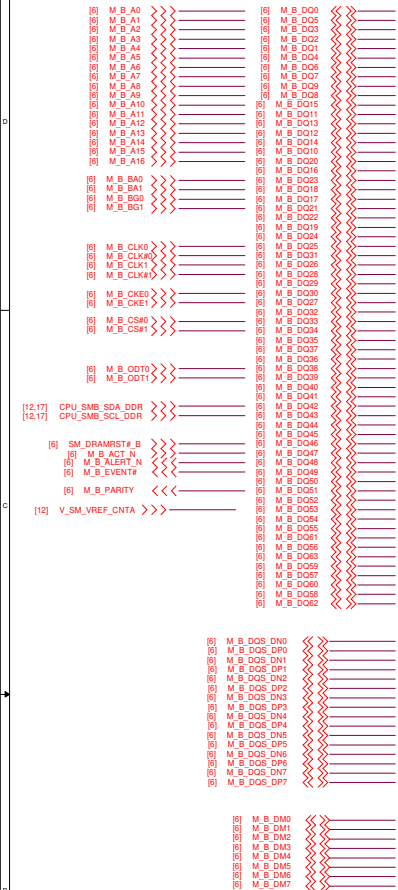 [6] M_B_A0
[6] M_B_A1
[6] M_B_A2
[6] M_B_A3
[6] M_B_A4
[6] M_B_A5
[6] M_B_A6
[6] M_B_A7
[6] M_B_A8
[6] M_B_A9
[6] M_B_A10
[6] M_B_A11
[6] M_B_A12
[6] M_B_A13
[6] M_B_A14
[6] M_B_A15
[6] M_B_A16
[6] M_B_BA0
[6] M_B_BA1
[6] M_B_BG0
[6] M_B_BG1
[6] M_B_CLK0
[6] M_B_CLK#0
[6] M_B_CLK1
[6] M_B_CLK#1
[6] M_B_CKE0
[6] M_B_CKE1
[6] M_B_CS#0
[6] M_B_CS#1
[6] M_B_ODT0
[6] M_B_ODT1
[12,17] CPU_SMB_SDA_DDR
[12,17] CPU_SMB_SCL_DDR
[6] SM_DRAMRST#_B
[6] M_B_ACT_N
[6] M_B_ALERT_N
[6] M_B_EVENT#
[6] M_B_PARITY
[12] V_SM_VREF_CNTA
[6] M_B_DQ0
[6] M_B_DQ5
[6] M_B_DQ3
[6] M_B_DQ2
[6] M_B_DQ1
[6] M_B_DQ4
[6] M_B_DQ6
[6] M_B_DQ7
[6] M_B_DQ9
[6] M_B_DQ8
[6] M_B_DQ15
[6] M_B_DQ11
[6] M_B_DQ13
[6] M_B_DQ12
[6] M_B_DQ14
[6] M_B_DQ10
[6] M_B_DQ20
[6] M_B_DQ16
[6] M_B_DQ23
[6] M_B_DQ18
[6] M_B_DQ17
[6] M_B_DQ21
[6] M_B_DQ22
[6] M_B_DQ19
[6] M_B_DQ24
[6] M_B_DQ25
[6] M_B_DQ31
[6] M_B_DQ26
[6] M_B_DQ28
[6] M_B_DQ29
[6] M_B_DQ30
[6] M_B_DQ27
[6] M_B_DQ32
[6] M_B_DQ33
[6] M_B_DQ34
[6] M_B_DQ35
[6] M_B_DQ37
[6] M_B_DQ36
[6] M_B_DQ38
[6] M_B_DQ39
[6] M_B_DQ40
[6] M_B_DQ41
[6] M_B_DQ42
[6] M_B_DQ43
[6] M_B_DQ44
[6] M_B_DQ45
[6] M_B_DQ46
[6] M_B_DQ47
[6] M_B_DQ48
[6] M_B_DQ49
[6] M_B_DQ50
[6] M_B_DQ51
[6] M_B_DQ52
[6] M_B_DQ53
[6] M_B_DQ54
[6] M_B_DQ55
[6] M_B_DQ61
[6] M_B_DQ56
[6] M_B_DQ63
[6] M_B_DQ59
[6] M_B_DQ57
[6] M_B_DQ60
[6] M_B_DQ58
[6] M_B_DQ62
[6] M_B_DQS_DN0
[6] M_B_DQS_DP0
[6] M_B_DQS_DN1
[6] M_B_DQS_DP1
[6] M_B_DQS_DN2
[6] M_B_DQS_DP2
[6] M_B_DQS_DN3
[6] M_B_DQS_DP3
[6] M_B_DQS_DN4
[6] M_B_DQS_DP4
[6] M_B_DQS_DN5
[6] M_B_DQS_DP5
[6] M_B_DQS_DN6
[6] M_B_DQS_DP6
[6] M_B_DQS_DN7
[6] M_B_DQS_DP7
[6] M_B_DM0
[6] M_B_DM1
[6] M_B_DM2
[6] M_B_DM3
[6] M_B_DM4
[6] M_B_DM5
[6] M_B_DM6
[6] M_B_DM7
D
C